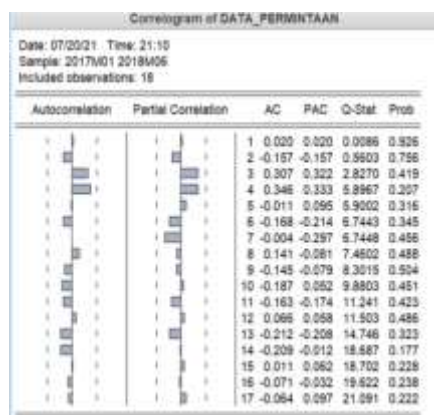 Correlogram of DATA_PERMINTAAN
Date: 07/20/21 Time: 21:10
Sample: 2017M01 2018M06
Included observations: 18
Autocorrelation Partial Correlation AC PAC Q-Stat Prob
1 0.020 0.020 0.0086 0.926
2 -0.157 -0.157 0.5603 0.756
3 0.307 0.322 2.8270 0.419
4 0.346 0.333 5.8967 0.207
5 -0.011 0.095 5.9002 0.316
6 -0.168 -0.214 6.7443 0.345
7 -0.004 -0.297 6.7448 0.456
8 0.141 -0.081 7.4602 0.488
9 -0.145 -0.079 8.3015 0.504
10 -0.187 0.052 9.8803 0.451
11 -0.163 -0.174 11.241 0.423
12 0.066 0.058 11.503 0.486
13 -0.212 -0.208 14.746 0.323
14 -0.209 -0.012 18.687 0.177
15 0.011 0.062 18.702 0.228
16 -0.071 -0.032 19.622 0.238
17 -0.064 0.097 21.091 0.222